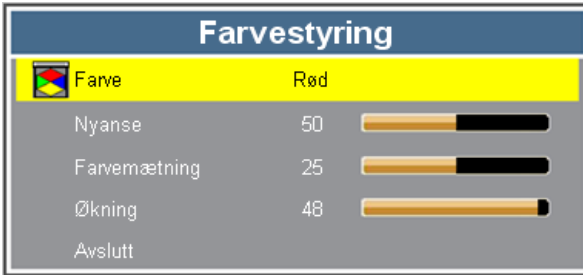 Farvestyring
Farve Rød
Nyanse 50
Farvemætning 25
Økning 48
Avslutt